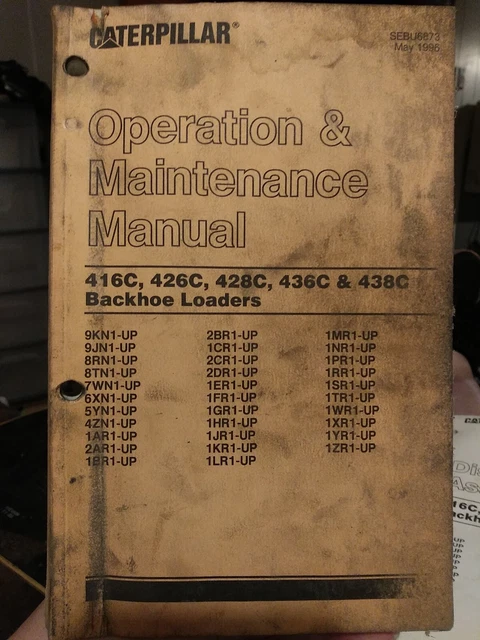 CATERPILLAR®
SEBU6873
May 1996
Operation &
Maintenance
Manual
416C, 426C, 428C, 436C & 438C
Backhoe Loaders
9KN1-UP
9JN1-UP
8RN1-UP
8TN1-UP
7WN1-UP
6XN1-UP
5YN1-UP
4ZN1-UP
1AR1-UP
2AR1-UP
1BR1-UP
2BR1-UP
1CR1-UP
2CR1-UP
2DR1-UP
1ER1-UP
1FR1-UP
1GR1-UP
1HR1-UP
1JR1-UP
1KR1-UP
1LR1-UP
1MR1-UP
1NR1-UP
1PR1-UP
1RR1-UP
1SR1-UP
1TR1-UP
1WR1-UP
1XR1-UP
1YR1-UP
1ZR1-UP